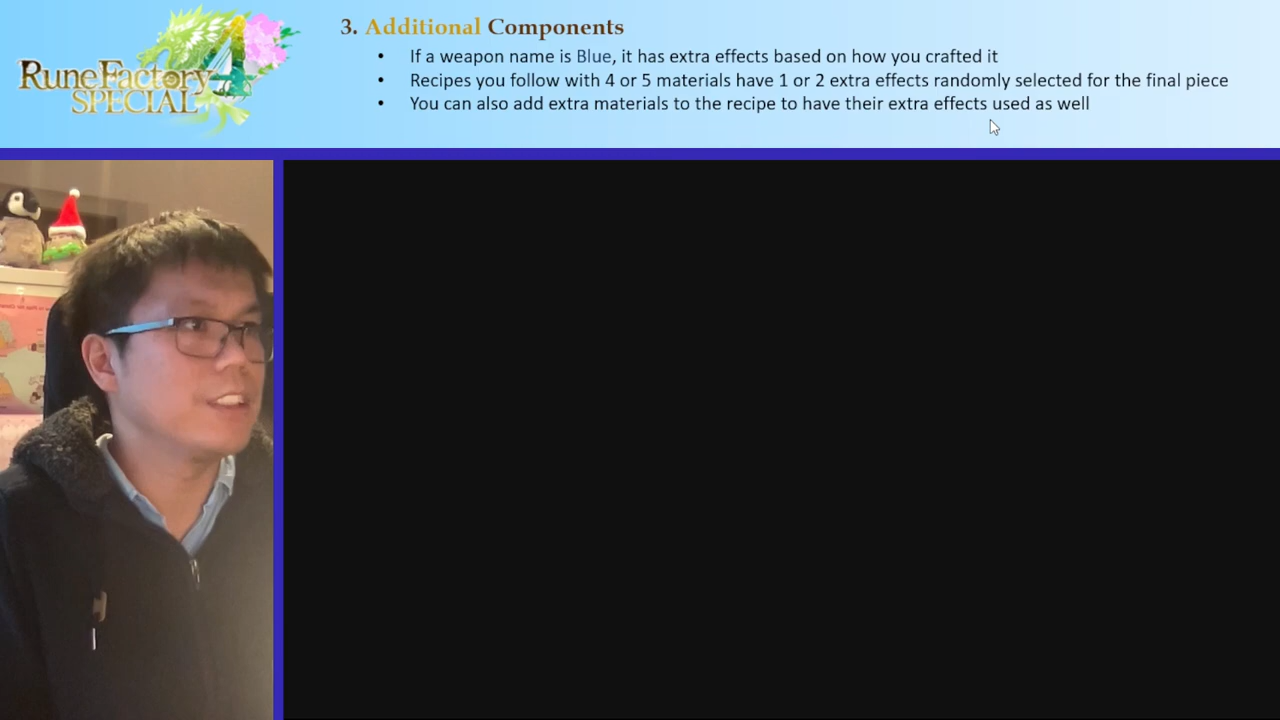 RuneFactory 4
SPECIAL
3. Additional Components
• If a weapon name is Blue, it has extra effects based on how you crafted it
• Recipes you follow with 4 or 5 materials have 1 or 2 extra effects randomly selected for the final piece
• You can also add extra materials to the recipe to have their extra effects used as well